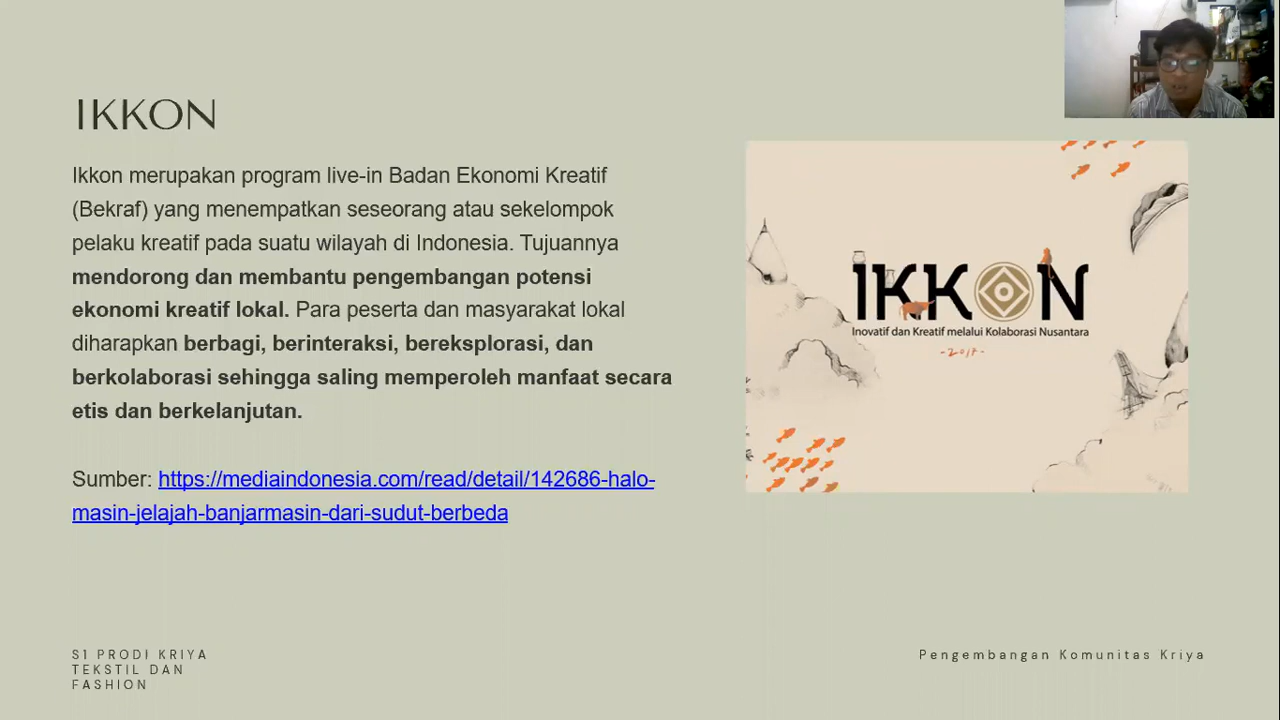 IKKON
Ikkon merupakan program live-in Badan Ekonomi Kreatif
(Bekraf) yang menempatkan seseorang atau sekelompok
pelaku kreatif pada suatu wilayah di Indonesia. Tujuannya
mendorong dan membantu pengembangan potensi
ekonomi kreatif lokal. Para peserta dan masyarakat lokal
diharapkan berbagi, berinteraksi, bereksplorasi, dan
berkolaborasi sehingga saling memperoleh manfaat secara
etis dan berkelanjutan.
Sumber: https://mediaindonesia.com/read/detail/142686-halo-
masin-jelajah-banjarmasin-dari-sudut-berbeda
IKKON
Inovatif dan Kreatif melalui Kolaborasi Nusantara
S1 PRODI KRIYA
TEKSTIL DAN
FASHION
Pengembangan Komunitas Kriya